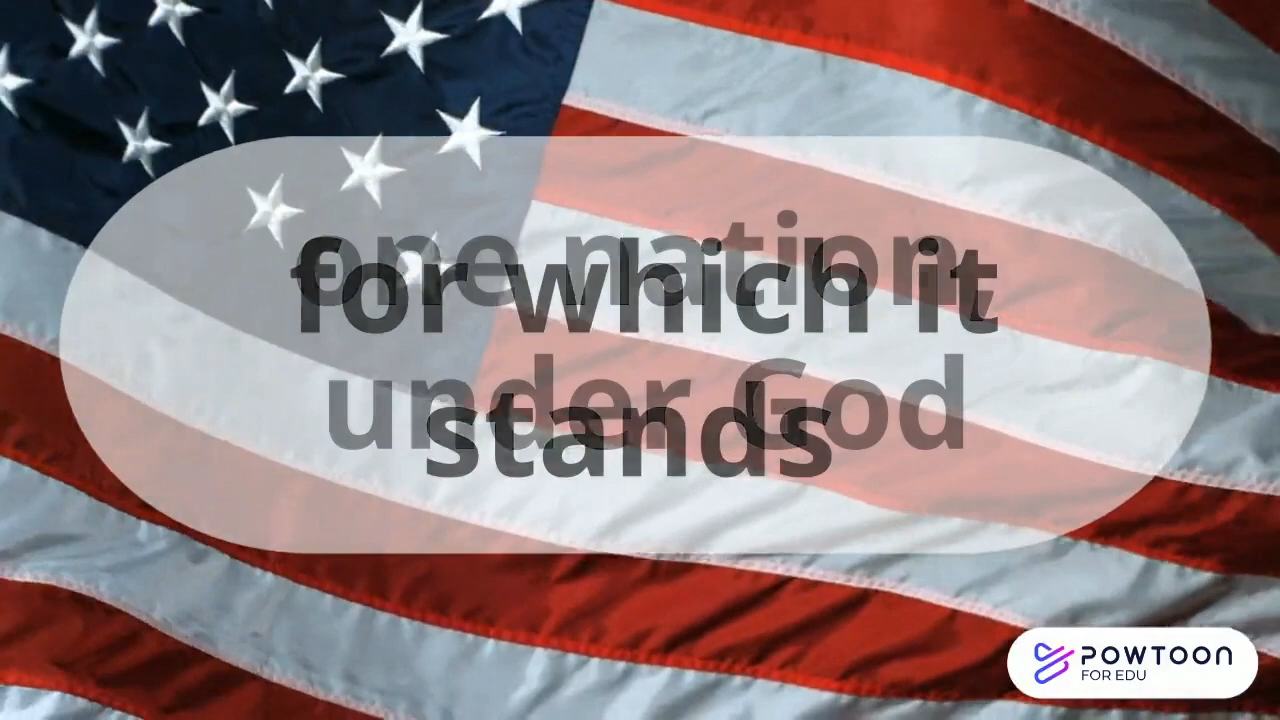 one nation
for which it
under God
stands
POWTOON
FOR EDU